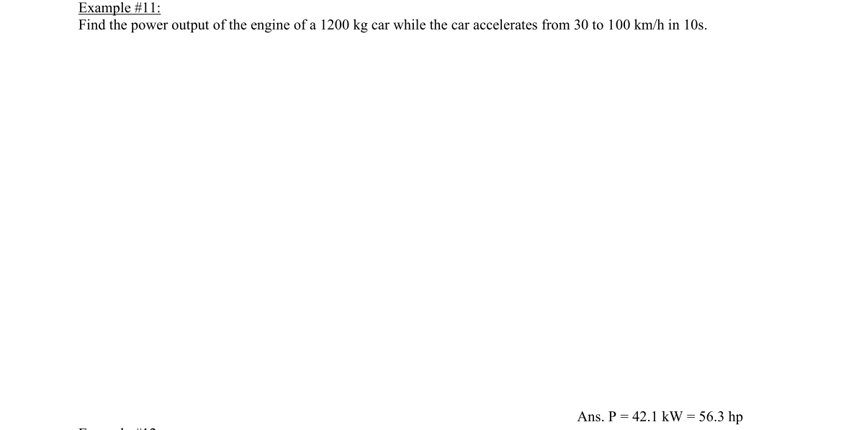 Example #11:
Find the power output of the engine of a 1200 kg car while the car accelerates from 30 to 100 km/h in 10s.
Ans. P = 42.1 kW = 56.3 hp